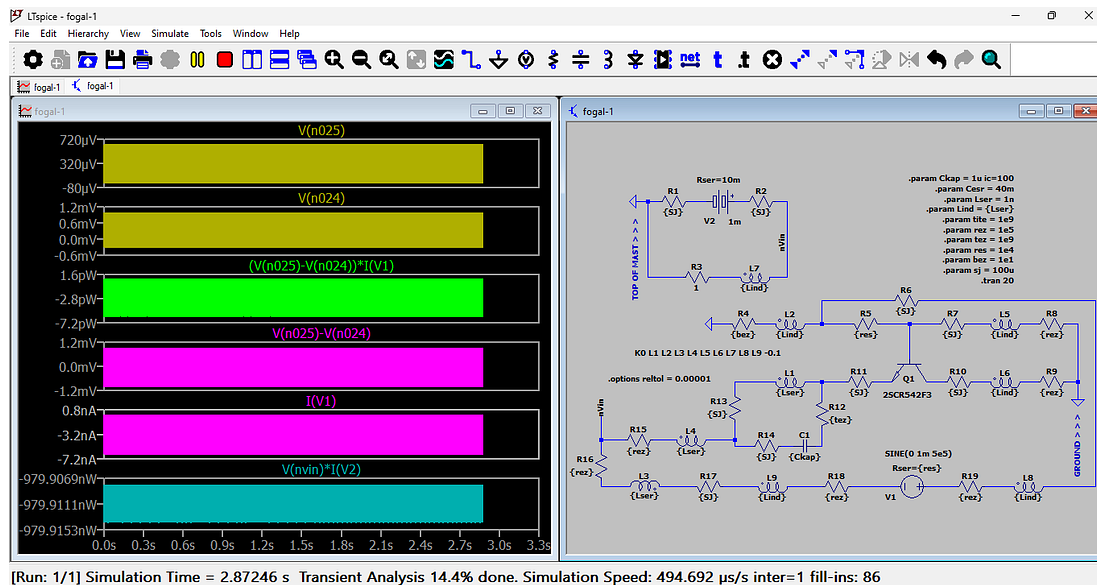 LTspice - fogal-1
File Edit Hierarchy View Simulate Tools Window Help
net t .t
fogal-1 fogal-1
fogal-1
V(n025)
720µV
320µV
-80µV
V(n024)
1.2mV
0.6mV
0.0mV
-0.6mV
(V(n025)-V(n024))*I(V1)
1.6pW
-2.8pW
-7.2pW
V(n025)-V(n024)
1.2mV
0.0mV
-1.2mV
I(V1)
0.8nA
-3.2nA
-7.2nA
V(nvin)*I(V2)
-979.9069nW
-979.9111nW
-979.9153nW
0.0s 0.3s 0.6s 0.9s 1.2s 1.5s 1.8s 2.1s 2.4s 2.7s 3.0s 3.3s
fogal-1
.param Ckap = 1u ic=100
.param Cesr = 40m
.param Lser = 1n
.param Lind = {Lser}
.param tite = 1e9
.param rez = 1e5
.param tez = 1e9
.param res = 1e4
.param bez = 1e1
.param sj = 100u
.tran 20
Rser=10m
R1 R2
{SJ} {SJ}
V2 1m
+
nVin
TOP OF MAST > > >
R3 L7
1 {Lind}
R6
{SJ}
R4 L2 R5 R7 L5 R8
{bez} {Lind} {res} {SJ} {Lind} {rez}
K0 L1 L2 L3 L4 L5 L6 L7 L8 L9 -0.1
.options reltol = 0.00001
L1 R11 Q1 R10 L6 R9
{Lser} {SJ} 2SCR542F3 {SJ} {Lind} {rez}
R13
{SJ}
R12
{tez}
nVin
R15 L4 R14 C1
{rez} {Lser} {SJ} {Ckap}
GROUND > > >
R16
{rez}
SINE(0 1m 5e5)
Rser={res}
L3 R17 L9 R18 V1 R19 L8
{Lser} {SJ} {Lind} {rez} {rez} {Lind}
[Run: 1/1] Simulation Time = 2.87246 s Transient Analysis 14.4% done. Simulation Speed: 494.692 µs/s inter=1 fill-ins: 86